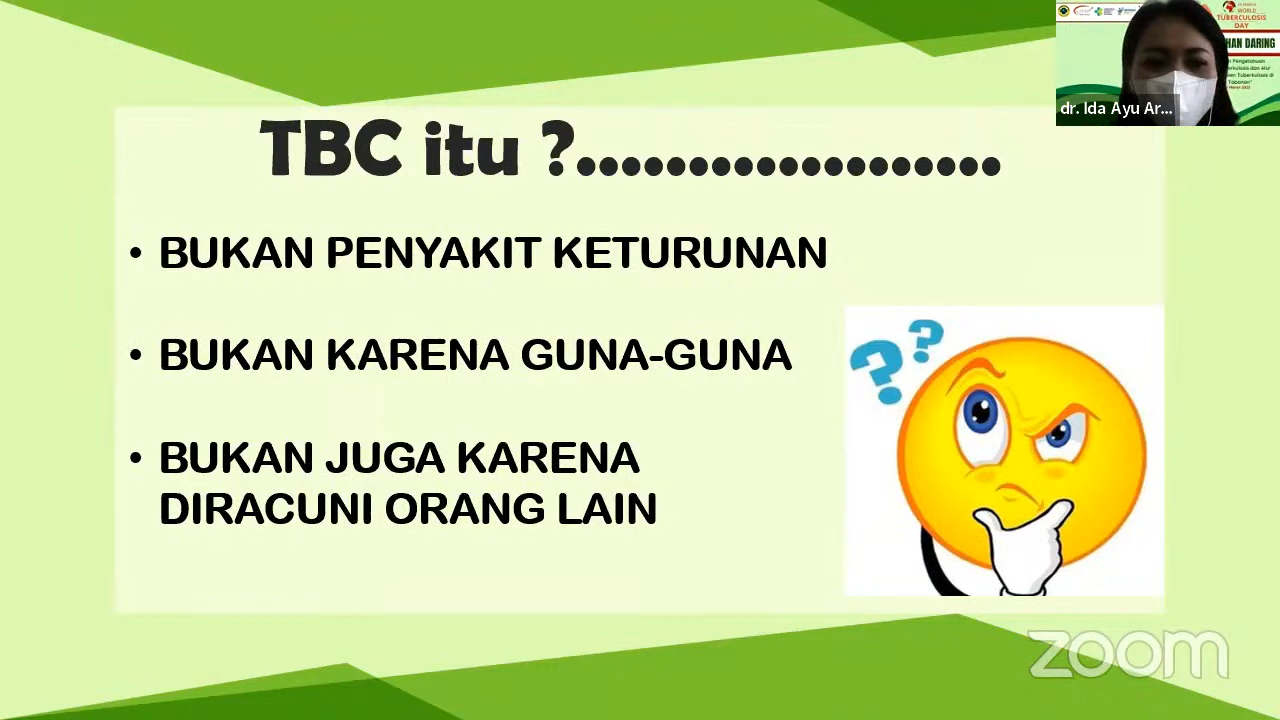 TBC itu ?...................
• BUKAN PENYAKIT KETURUNAN
• BUKAN KARENA GUNA-GUNA
• BUKAN JUGA KARENA
DIRACUNI ORANG LAIN
? ?
WORLD
TUBERCULOSIS
DAY
HAN DARING
dr. Ida Ayu Ar...
zoom